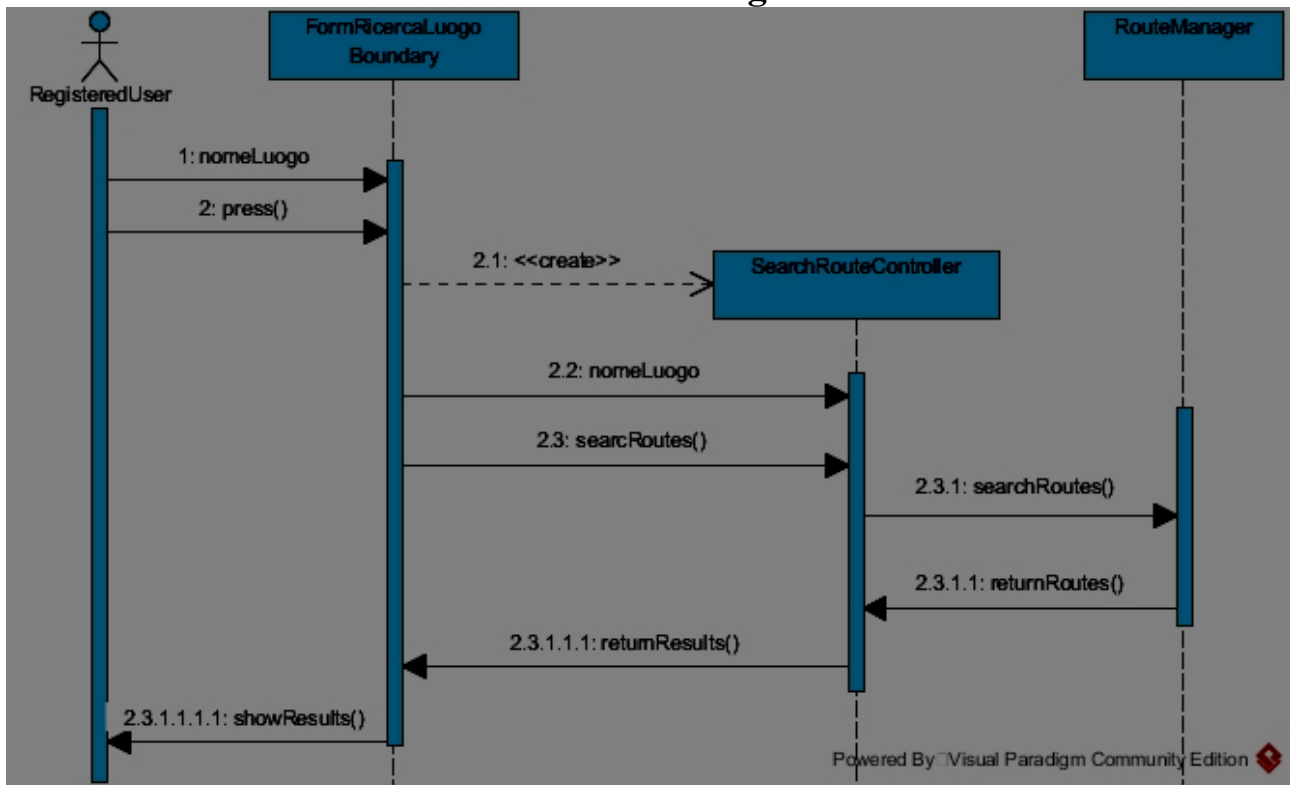 FormRicercaLuogo
Boundary
RouteManager
RegisteredUser
1: nomeLuogo
2: press()
2.1: <<create>>
SearchRouteController
2.2: nomeLuogo
2.3: searcRoutes()
2.3.1: searchRoutes()
2.3.1.1: returnRoutes()
2.3.1.1.1: returnResults()
2.3.1.1.1.1: showResults()
Powered By Visual Paradigm Community Edition